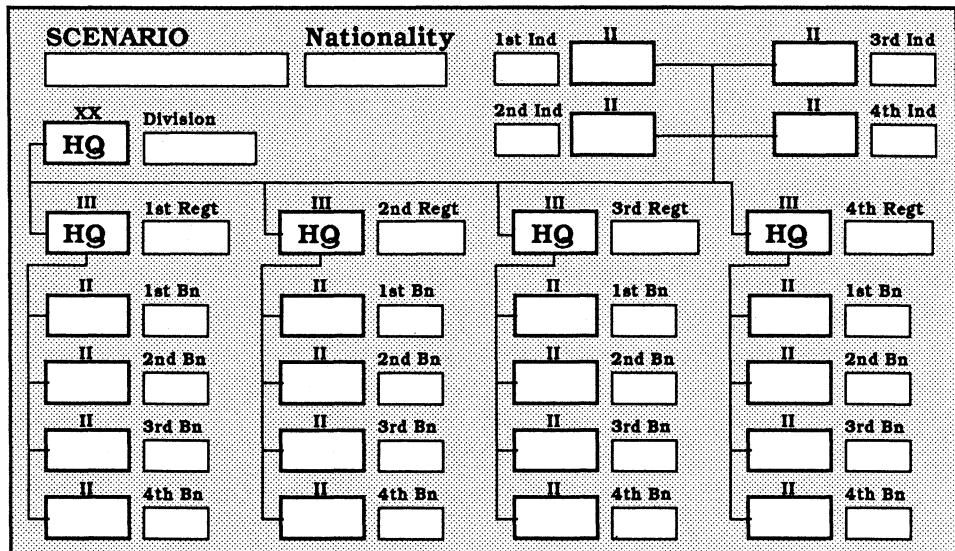 SCENARIO Nationality 1st Ind II II 3rd Ind
XX Division 2nd Ind II II 4th Ind
HQ
III 1st Regt III 2nd Regt III 3rd Regt III 4th Regt
HQ HQ HQ HQ
II 1st Bn II 1st Bn II 1st Bn II 1st Bn
II 2nd Bn II 2nd Bn II 2nd Bn II 2nd Bn
II 3rd Bn II 3rd Bn II 3rd Bn II 3rd Bn
II 4th Bn II 4th Bn II 4th Bn II 4th Bn